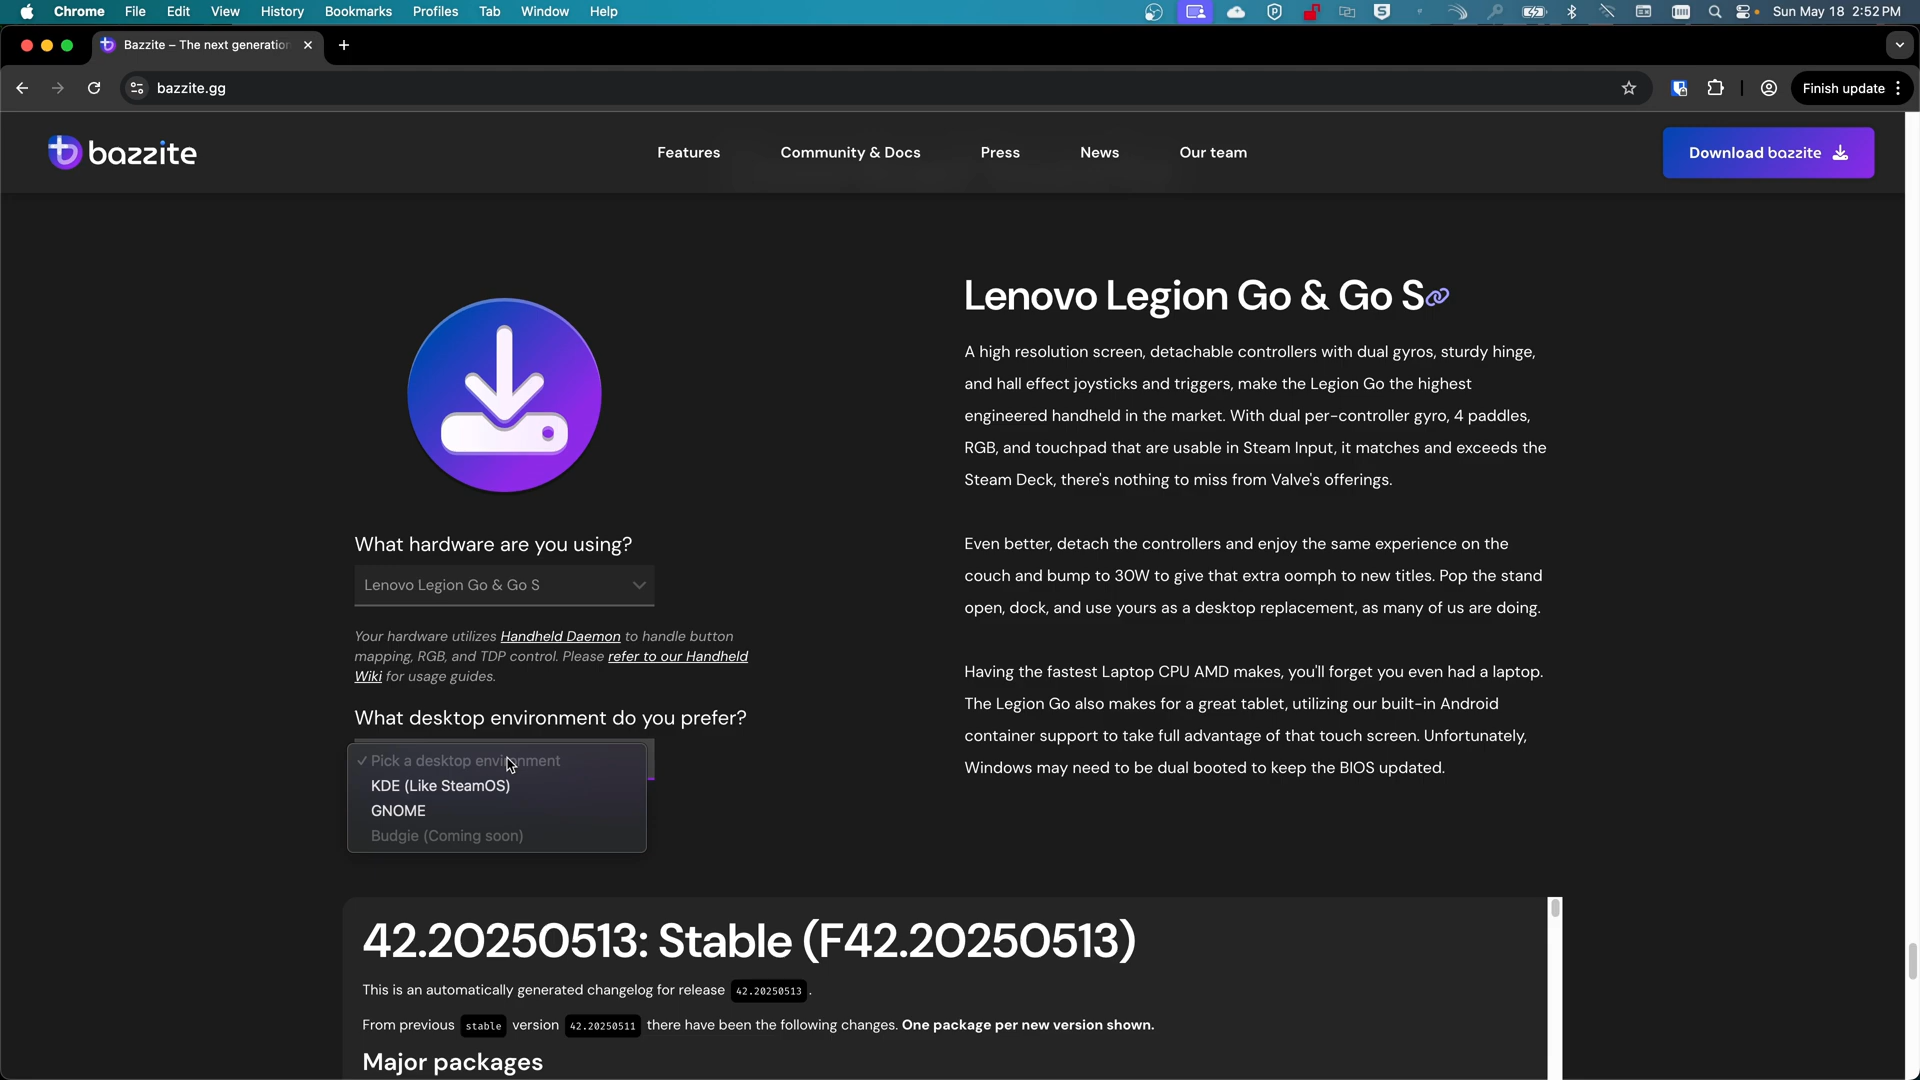 Chrome File Edit View History Bookmarks Profiles Tab Window Help
Sun May 18 2:52 PM
Bazzite – The next generation
bazzite.gg
Finish update
bazzite
Features Community & Docs Press News Our team
Download bazzite
Lenovo Legion Go & Go S
A high resolution screen, detachable controllers with dual gyros, sturdy hinge,
and hall effect joysticks and triggers, make the Legion Go the highest
engineered handheld in the market. With dual per-controller gyro, 4 paddles,
RGB, and touchpad that are usable in Steam Input, it matches and exceeds the
Steam Deck, there's nothing to miss from Valve's offerings.
Even better, detach the controllers and enjoy the same experience on the
couch and bump to 30W to give that extra oomph to new titles. Pop the stand
open, dock, and use yours as a desktop replacement, as many of us are doing.
Having the fastest Laptop CPU AMD makes, you'll forget you even had a laptop.
The Legion Go also makes for a great tablet, utilizing our built-in Android
container support to take full advantage of that touch screen. Unfortunately,
Windows may need to be dual booted to keep the BIOS updated.
What hardware are you using?
Lenovo Legion Go & Go S
Your hardware utilizes Handheld Daemon to handle button
mapping, RGB, and TDP control. Please refer to our Handheld
Wiki for usage guides.
What desktop environment do you prefer?
✓ Pick a desktop environment
KDE (Like SteamOS)
GNOME
Budgie (Coming soon)
42.20250513: Stable (F42.20250513)
This is an automatically generated changelog for release 42.20250513 .
From previous stable version 42.20250511 there have been the following changes. One package per new version shown.
Major packages